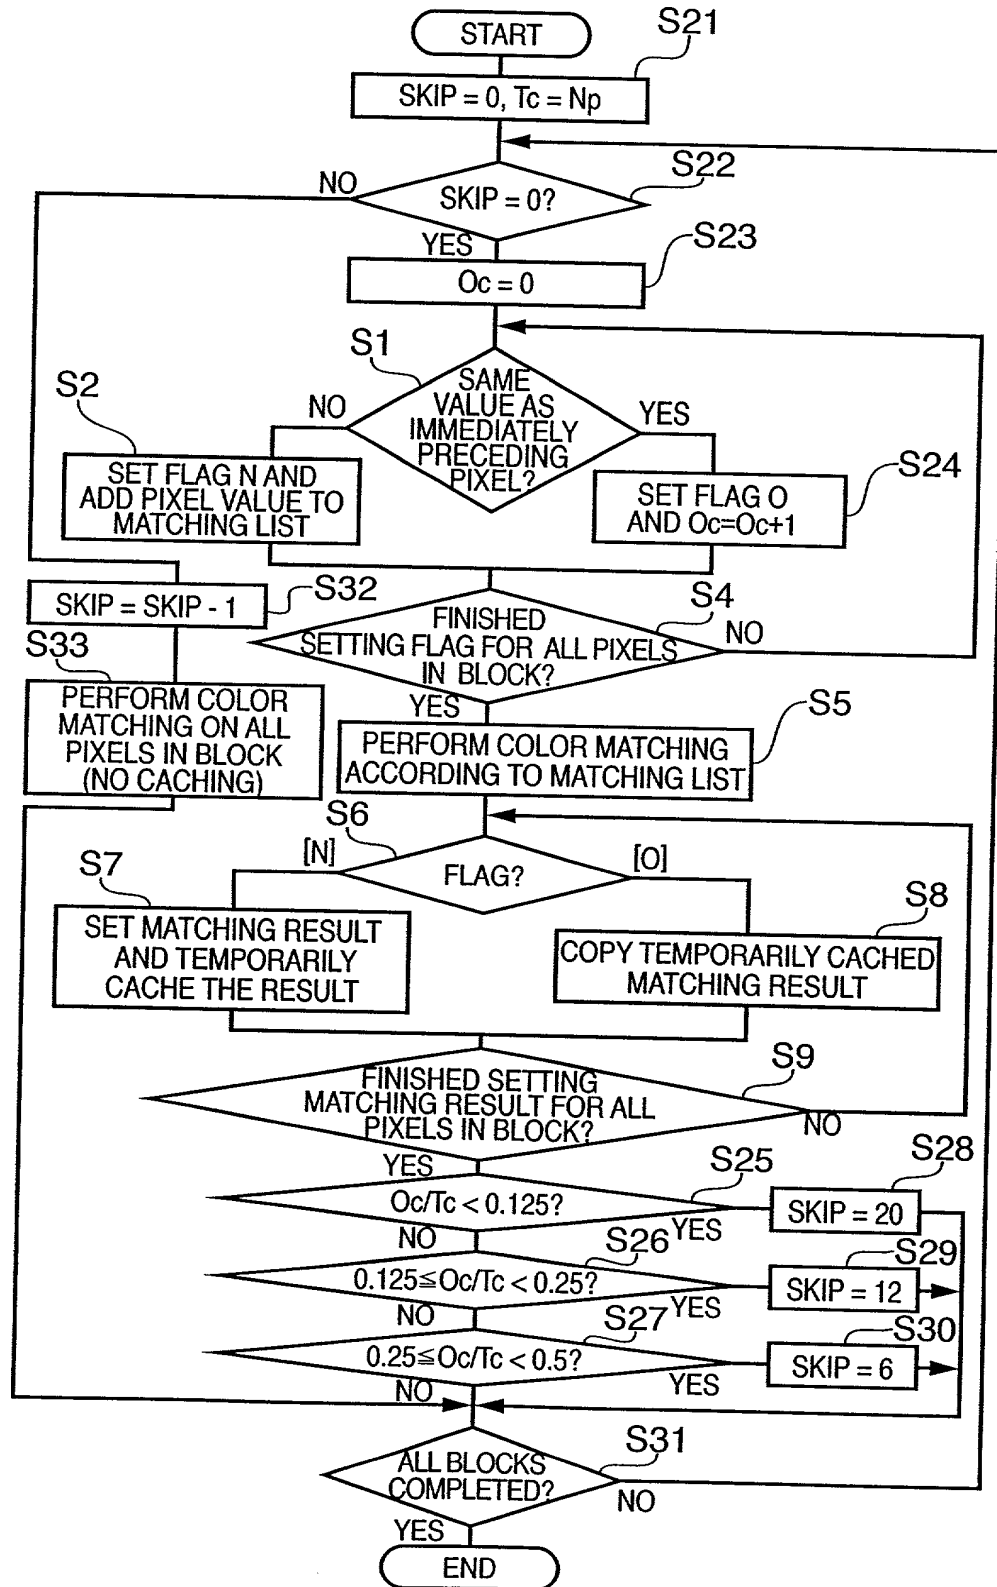 START
S21
SKIP = 0, Tc = Np
S22
NO
SKIP = 0?
YES
S23
Oc = 0
S1
SAME
VALUE AS
IMMEDIATELY
PRECEDING
PIXEL?
NO
YES
S2
SET FLAG N AND
ADD PIXEL VALUE TO
MATCHING LIST
S24
SET FLAG O
AND Oc=Oc+1
S32
SKIP = SKIP - 1
S4
FINISHED
SETTING FLAG FOR ALL PIXELS
IN BLOCK?
NO
YES
S33
PERFORM COLOR
MATCHING ON ALL
PIXELS IN BLOCK
(NO CACHING)
S5
PERFORM COLOR MATCHING
ACCORDING TO MATCHING LIST
S6
[N]
FLAG?
[O]
S7
SET MATCHING RESULT
AND TEMPORARILY
CACHE THE RESULT
S8
COPY TEMPORARILY CACHED
MATCHING RESULT
S9
FINISHED SETTING
MATCHING RESULT FOR ALL
PIXELS IN BLOCK?
NO
YES
S25
Oc/Tc < 0.125?
YES
S28
SKIP = 20
NO
S26
0.125≦Oc/Tc < 0.25?
YES
S29
SKIP = 12
NO
S27
0.25≦Oc/Tc < 0.5?
YES
S30
SKIP = 6
NO
S31
ALL BLOCKS
COMPLETED?
NO
YES
END